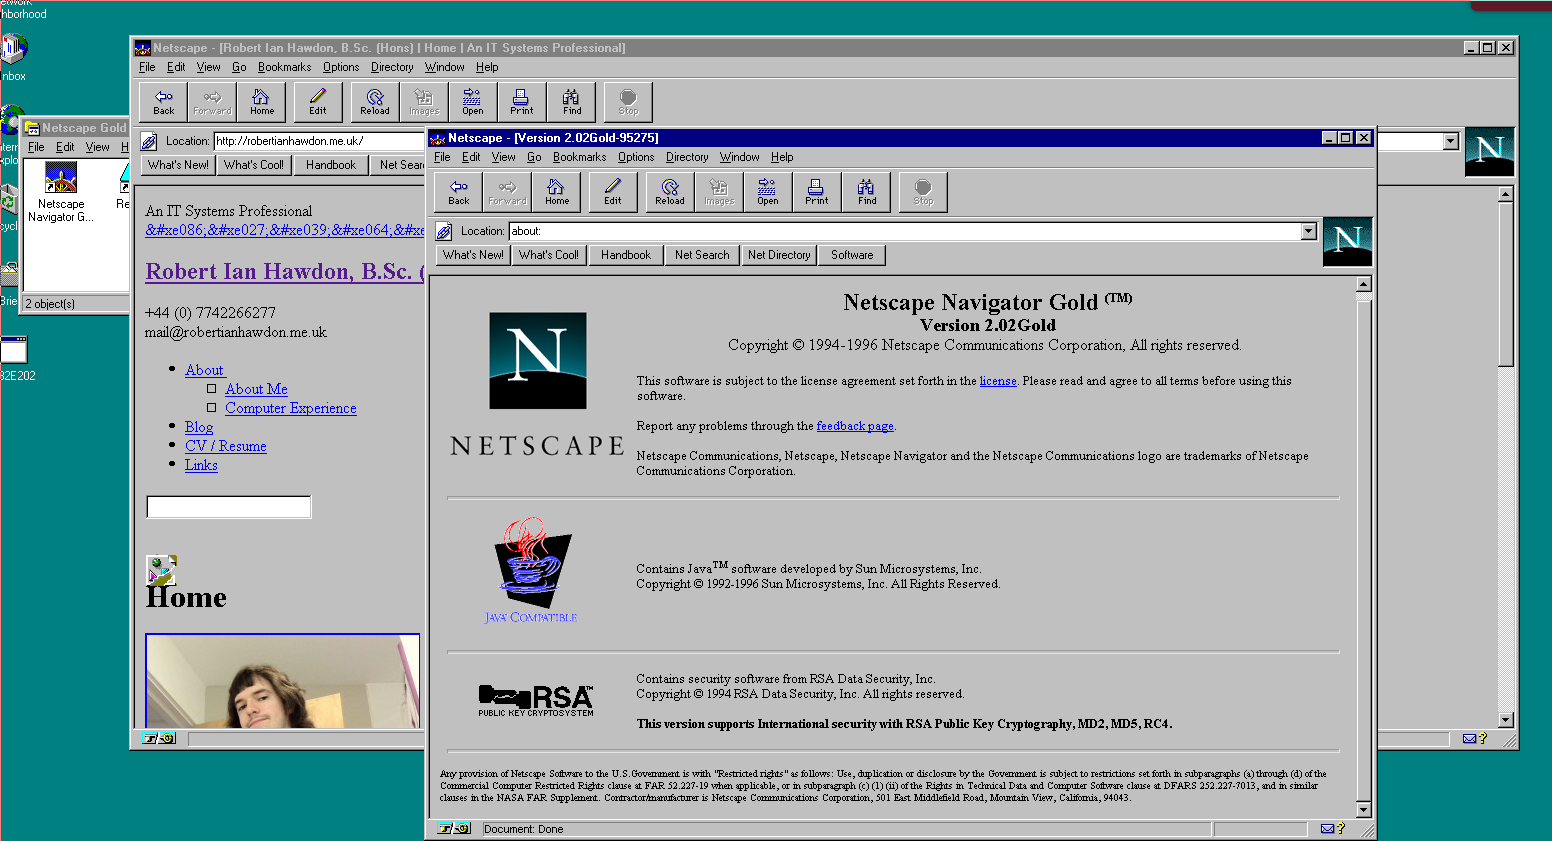 Network
Neighborhood
Inbox
Netscape - [Robert Ian Hawdon, B.Sc. (Hons) | Home | An IT Systems Professional]
File Edit View Go Bookmarks Options Directory Window Help
Back Forward Home Edit Reload Images Open Print Find Stop
Location: http://robertianhawdon.me.uk/
What's New! What's Cool! Handbook Net Sear
Netscape Gold
File Edit View H
Netscape
Navigator G...
Re
2 object(s)
82E202
An IT Systems Professional
&#xe086;&#xe027;&#xe039;&#xe064;&#xe
Robert Ian Hawdon, B.Sc. (
+44 (0) 7742266277
mail@robertianhawdon.me.uk
About
About Me
Computer Experience
Blog
CV / Resume
Links
Home
Netscape - [Version 2.02Gold-95275]
File Edit View Go Bookmarks Options Directory Window Help
Back Forward Home Edit Reload Images Open Print Find Stop
Location: about:
What's New! What's Cool! Handbook Net Search Net Directory Software
N
NETSCAPE
Netscape Navigator Gold (TM)
Version 2.02Gold
Copyright © 1994-1996 Netscape Communications Corporation, All rights reserved.
This software is subject to the license agreement set forth in the license. Please read and agree to all terms before using this
software.
Report any problems through the feedback page.
Netscape Communications, Netscape, Netscape Navigator and the Netscape Communications logo are trademarks of Netscape
Communications Corporation.
JAVA COMPATIBLE
Contains Java™ software developed by Sun Microsystems, Inc.
Copyright © 1992-1996 Sun Microsystems, Inc. All Rights Reserved.
RSA™
PUBLIC KEY CRYPTOSYSTEM
Contains security software from RSA Data Security, Inc.
Copyright © 1994 RSA Data Security, Inc. All rights reserved.
This version supports International security with RSA Public Key Cryptography, MD2, MD5, RC4.
Any provision of Netscape Software to the U.S.Government is with "Restricted rights" as follows: Use, duplication or disclosure by the Government is subject to restrictions set forth in subparagraphs (a) through (d) of the
Commercial Computer Restricted Rights clause at FAR 52.227-19 when applicable, or in subparagraph (c) (1) (ii) of the Rights in Technical Data and Computer Software clause at DFARS 252.227-7013, and in similar
clauses in the NASA FAR Supplement. Contractor/manufacturer is Netscape Communications Corporation, 501 East Middlefield Road, Mountain View, California, 94043.
Document: Done